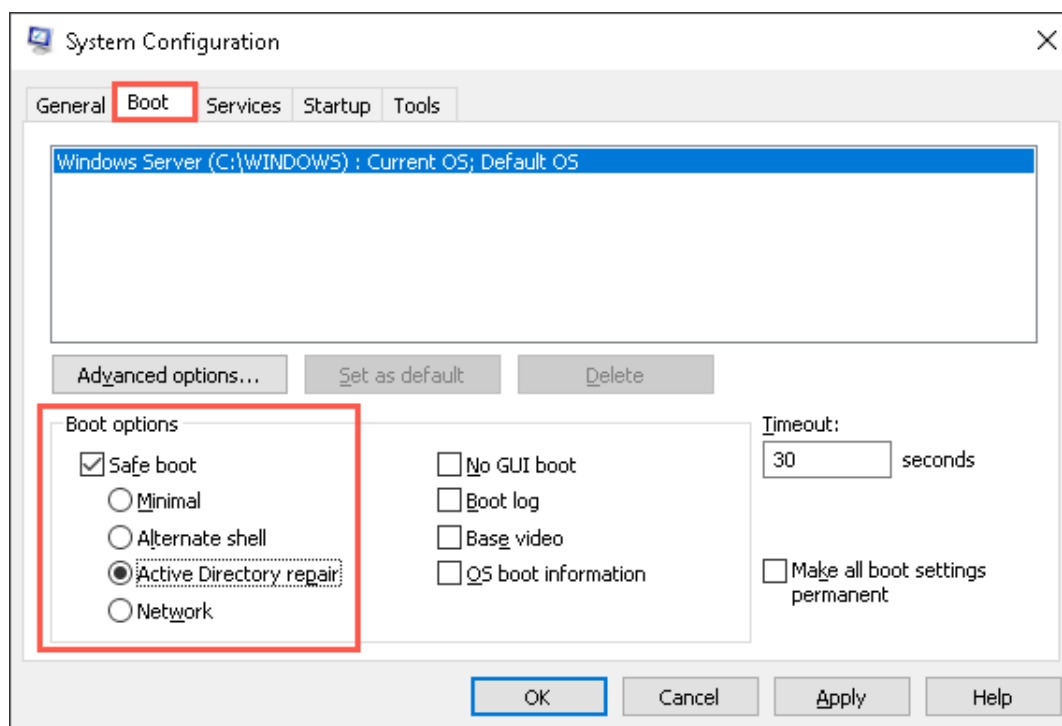 System Configuration
General Boot Services Startup Tools
Windows Server (C:\WINDOWS) : Current OS; Default OS
Advanced options... Set as default Delete
Boot options
Timeout:
Safe boot No GUI boot 30 seconds
Minimal Boot log
Alternate shell Base video
Active Directory repair OS boot information Make all boot settings
permanent
Network
OK Cancel Apply Help